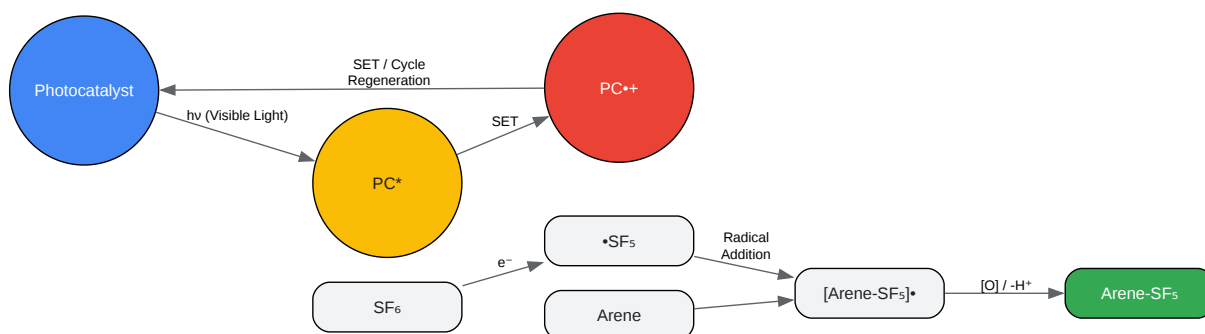 SET / Cycle
Regeneration
Photocatalyst
PC•+
hν (Visible Light)
SET
PC*
•SF₅
Radical
Addition
e⁻
SF₆
[Arene-SF₅]•
[O] / -H⁺
Arene-SF₅
Arene